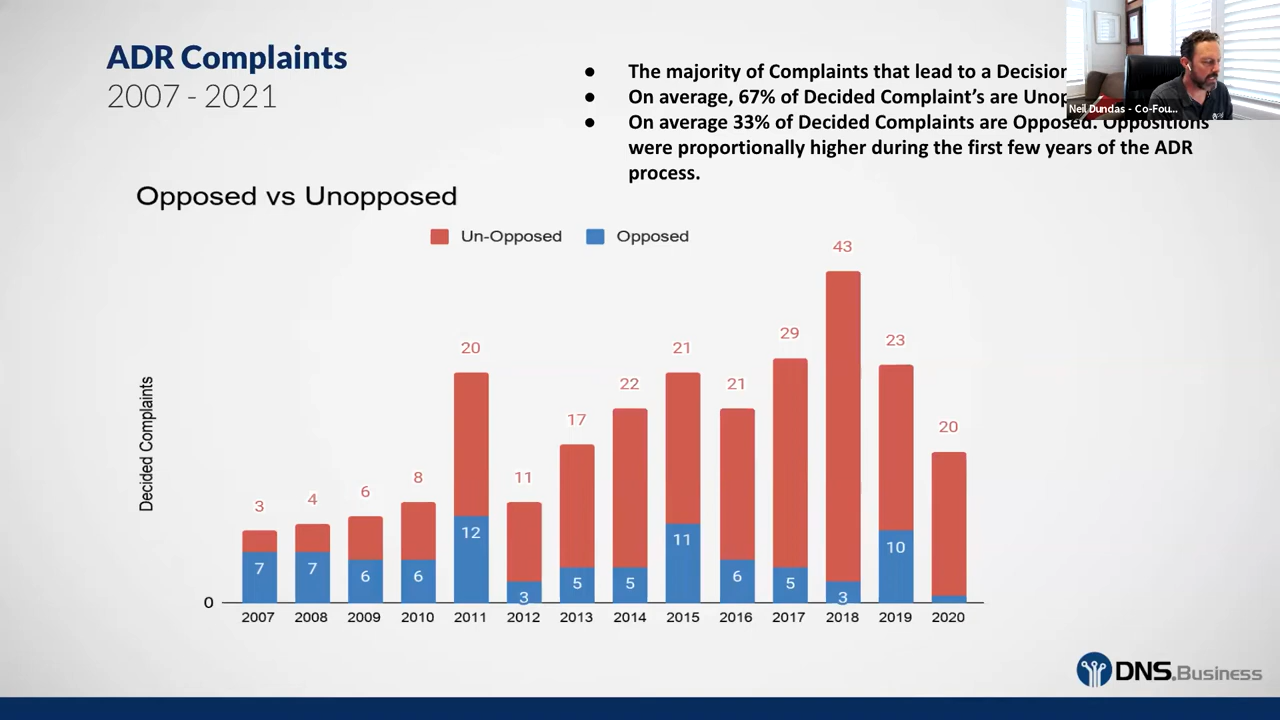 ADR Complaints
2007 - 2021
● The majority of Complaints that lead to a Decision
● On average, 67% of Decided Complaint's are
● On average 33% of Decided Complaints are Opposed. Oppositions
were proportionally higher during the first few years of the ADR
process.
Neil Dundas - Co-Fou...
Opposed vs Unopposed
Un-Opposed Opposed
43
29
23
20 21
22 21
20
17
11
8
6
4
3
12
11
10
7 7 6 6 5 5 6 5
3 3
Decided Complaints
0
2007 2008 2009 2010 2011 2012 2013 2014 2015 2016 2017 2018 2019 2020
DNS.Business